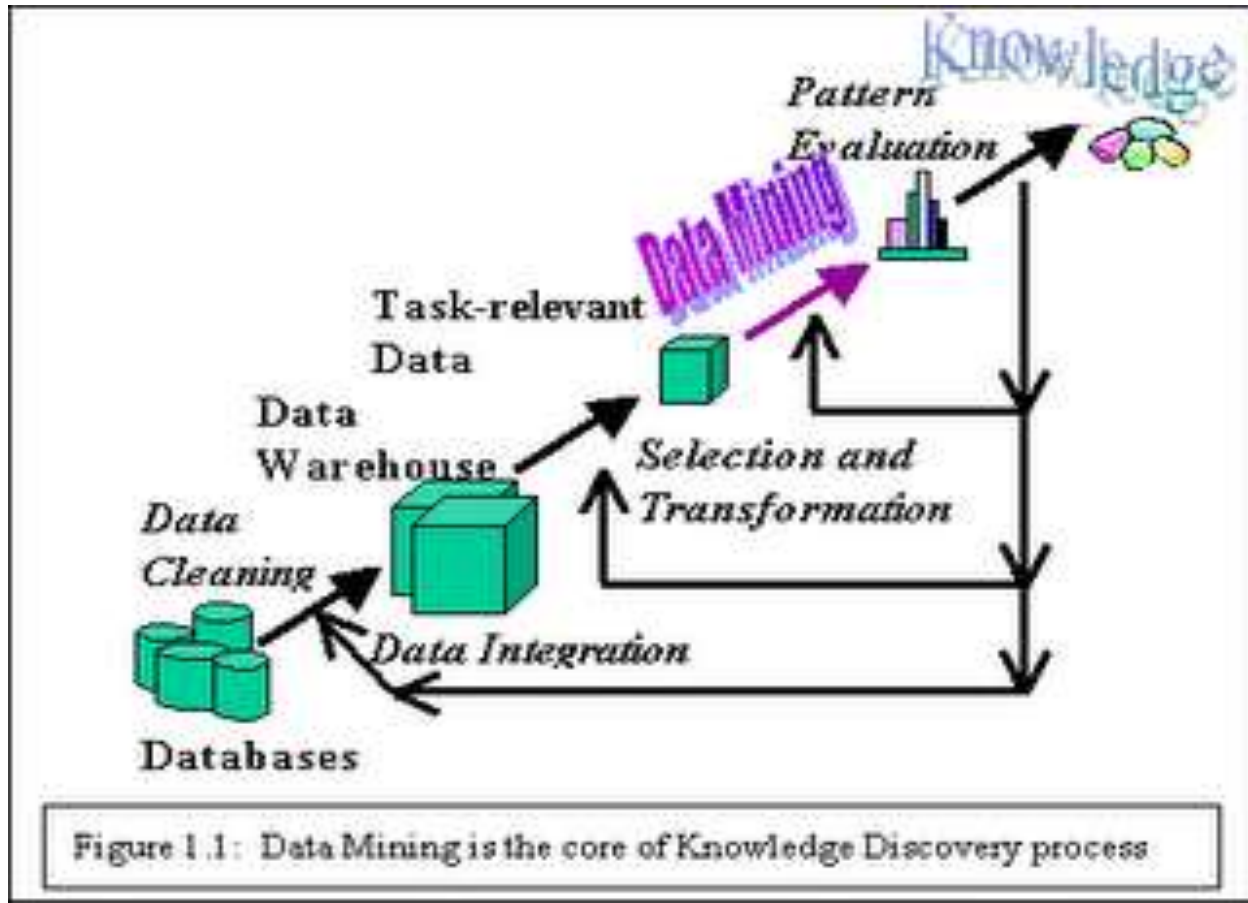 Knowledge
Pattern
Evaluation
Data Mining
Task-relevant
Data
Data
Warehouse
Selection and
Transformation
Data
Cleaning
Data Integration
Databases
Figure 1.1: Data Mining is the core of Knowledge Discovery process